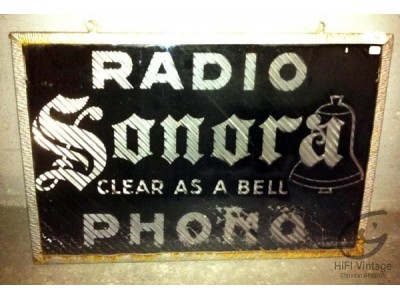 RADIO
Sonora
CLEAR AS A BELL
PHONO
HiFi Vintage